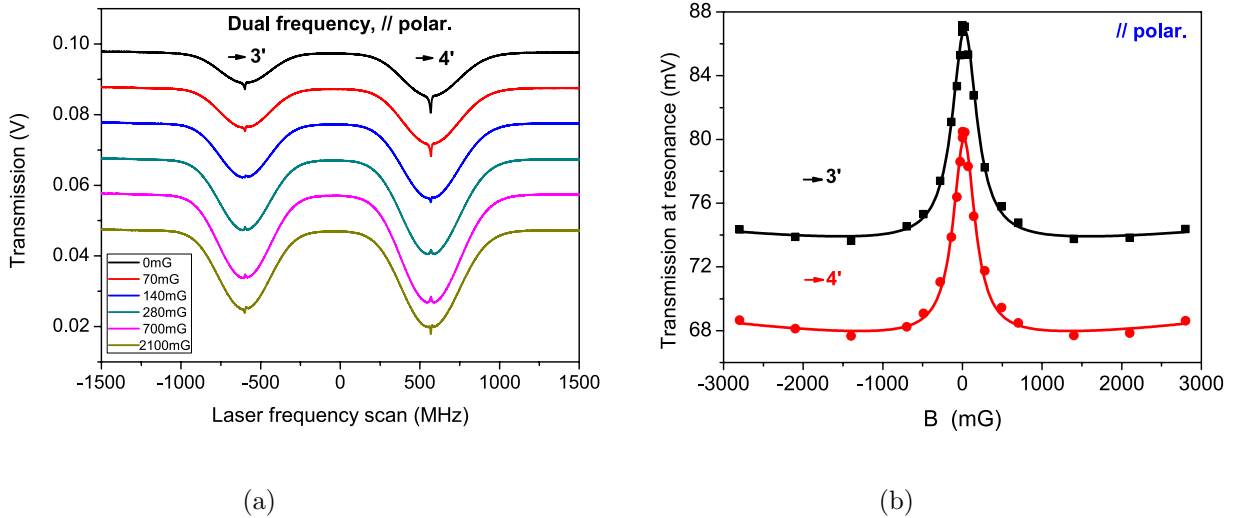 Dual frequency, // polar.
→ 3'
→ 4'
0.10
0.08
0.06
0.04
0.02
Transmission (V)
0mG
70mG
140mG
280mG
700mG
2100mG
-1500 -1000 -500 0 500 1000 1500
Laser frequency scan (MHz)
(a)
// polar.
88
84
80
76
72
68
Transmission at resonance (mV)
→3'
→4'
-3000 -2000 -1000 0 1000 2000 3000
B (mG)
(b)